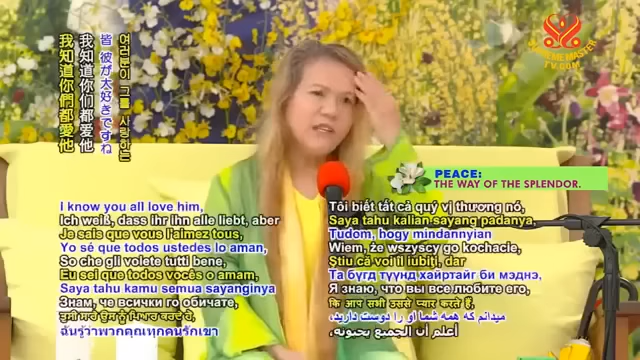 SUPREME MASTER
TV.COM
여러분이 그를 사랑하는
皆 彼が大好きですね
我知道你们都爱他
我知道你們都愛他
PEACE:
THE WAY OF THE SPLENDOR.
I know you all love him,
Ich weiß, dass ihr ihn alle liebt, aber
Je sais que vous l'aimez tous,
Yo sé que todos ustedes lo aman,
So che gli volete tutti bene,
Eu sei que todos vocês o amam,
Saya tahu kamu semua sayanginya
Знам, че всички го обичате,
ਤੁਸੀਂ ਸਾਰੇ ਉਸ ਨੂੰ ਪਿਆਰ ਕਰਦੇ ਹੋ,
ฉันรู้ว่าพวกคุณทุกคนรักเขา
Tôi biết tất cả quý vị thương nó,
Saya tahu kalian sayang padanya,
Tudom, hogy mindannyian
Wiem, że wszyscy go kochacie,
Știu că voi îl iubiți, dar
Та бүгд түүнд хайртайг би мэднэ,
Я знаю, что вы все любите его,
कि आप सभी उससे प्यार करते हैं,
میدانم که همه شما او را دوست دارید،
أعلم أن الجميع يحبونه،